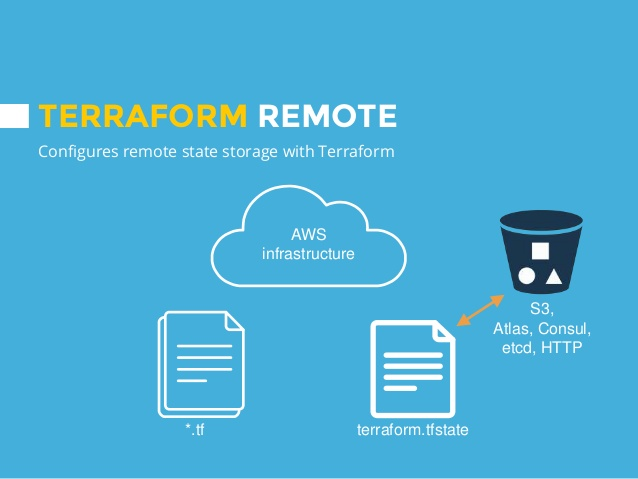 TERRAFORM REMOTE
Configures remote state storage with Terraform
AWS
infrastructure
S3,
Atlas, Consul,
etcd, HTTP
*.tf
terraform.tfstate